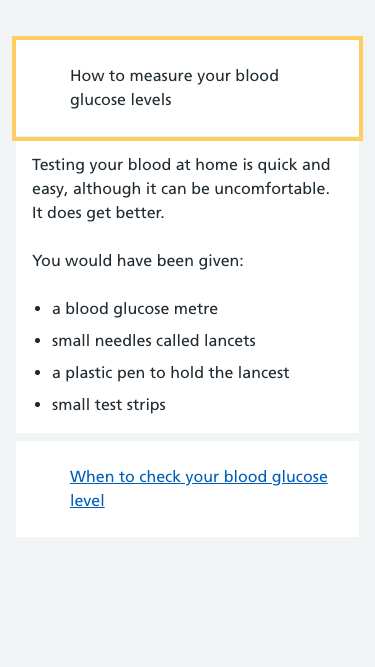 How to measure your blood
glucose levels
Testing your blood at home is quick and
easy, although it can be uncomfortable.
It does get better.
You would have been given:
• a blood glucose metre
• small needles called lancets
• a plastic pen to hold the lancest
• small test strips
When to check your blood glucose
level